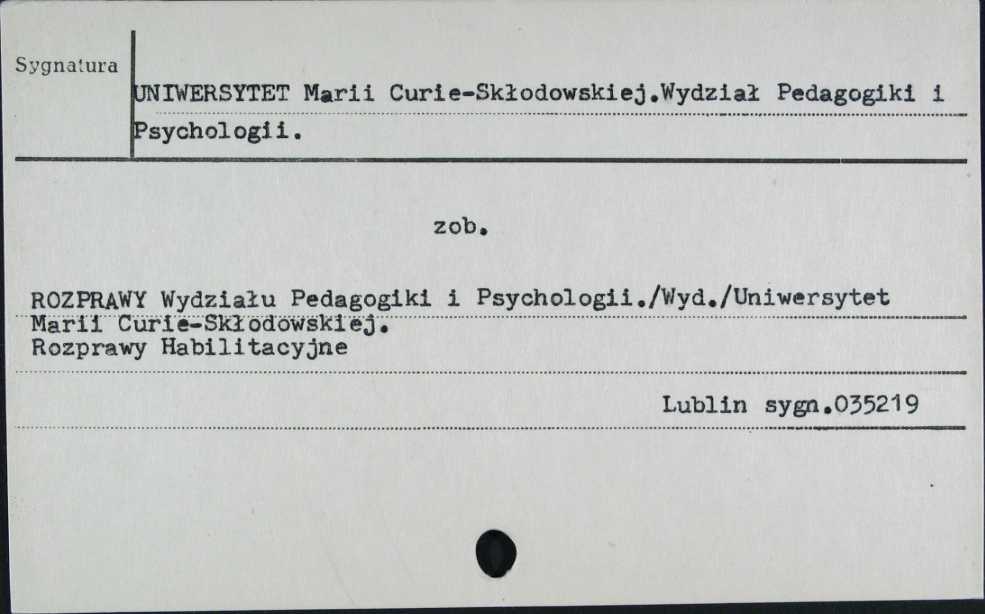 Sygnatura
UNIWERSYTET Marii Curie-Skłodowskiej.Wydział Pedagogiki i
Psychologii.
zob.
ROZPRAWY Wydziału Pedagogiki i Psychologii./Wyd./Uniwersytet
Marii Curie-Skłodowskiej.
Rozprawy Habilitacyjne
Lublin sygn.035219